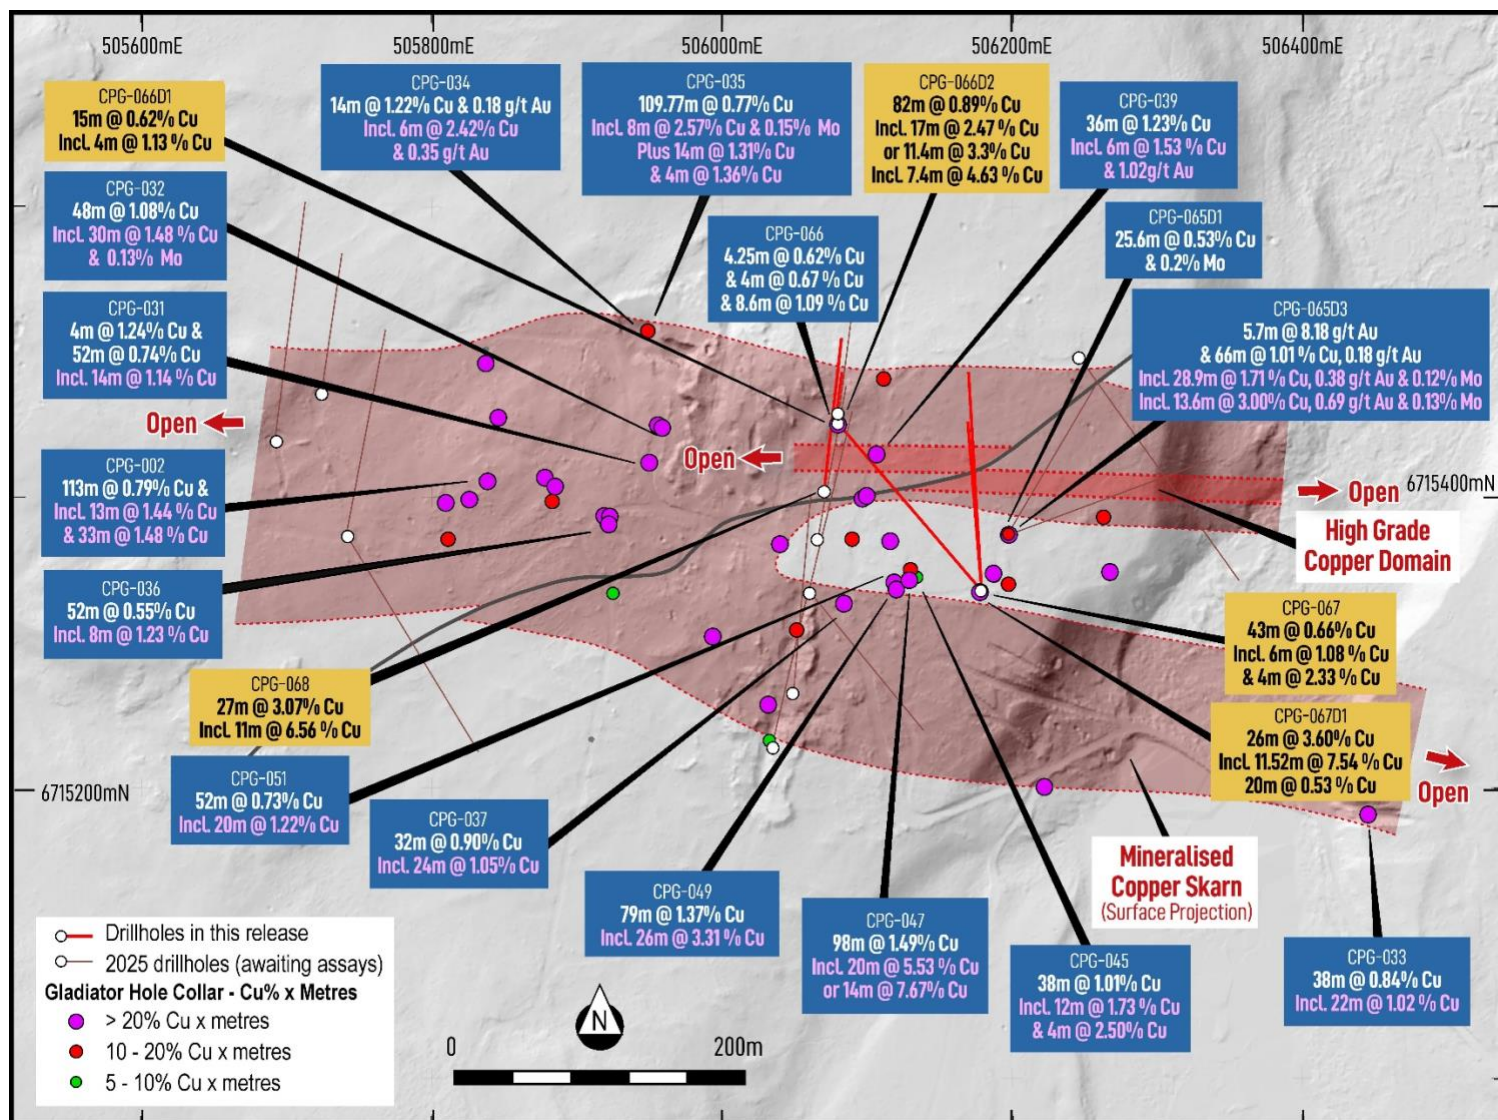 505600mE
505800mE
506000mE
506200mE
506400mE
CPG-066D1
15m @ 0.62% Cu
Incl. 4m @ 1.13 % Cu
CPG-034
14m @ 1.22% Cu & 0.18 g/t Au
Incl. 6m @ 2.42% Cu
& 0.35 g/t Au
CPG-035
109.77m @ 0.77% Cu
Incl. 8m @ 2.57% Cu & 0.15% Mo
Plus 14m @ 1.31% Cu
& 4m @ 1.36% Cu
CPG-066D2
82m @ 0.89% Cu
Incl. 17m @ 2.47 % Cu
or 11.4m @ 3.3% Cu
Incl. 7.4m @ 4.63 % Cu
CPG-039
36m @ 1.23% Cu
Incl. 6m @ 1.53 % Cu
& 1.02g/t Au
CPG-032
48m @ 1.08% Cu
Incl. 30m @ 1.48 % Cu
& 0.13% Mo
CPG-066
4.25m @ 0.62% Cu
& 4m @ 0.67 % Cu
& 8.6m @ 1.09 % Cu
CPG-065D1
25.6m @ 0.53% Cu
& 0.2% Mo
CPG-031
4m @ 1.24% Cu &
52m @ 0.74% Cu
Incl. 14m @ 1.14 % Cu
CPG-065D3
5.7m @ 8.18 g/t Au
& 66m @ 1.01 % Cu, 0.18 g/t Au
Incl. 28.9m @ 1.71 % Cu, 0.38 g/t Au & 0.12% Mo
Incl. 13.6m @ 3.00% Cu, 0.69 g/t Au & 0.13% Mo
Open
Open
Open
6715400mN
CPG-002
113m @ 0.79% Cu &
Incl. 13m @ 1.44 % Cu
& 33m @ 1.48 % Cu
High Grade
Copper Domain
CPG-036
52m @ 0.55% Cu
Incl. 8m @ 1.23 % Cu
CPG-067
43m @ 0.66% Cu
Incl. 6m @ 1.08 % Cu
& 4m @ 2.33 % Cu
CPG-068
27m @ 3.07% Cu
Incl. 11m @ 6.56 % Cu
CPG-067D1
26m @ 3.60% Cu
Incl. 11.52m @ 7.54 % Cu
20m @ 0.53 % Cu
Open
6715200mN
CPG-051
52m @ 0.73% Cu
Incl. 20m @ 1.22% Cu
CPG-037
32m @ 0.90% Cu
Incl. 24m @ 1.05% Cu
Mineralised
Copper Skarn
(Surface Projection)
CPG-049
79m @ 1.37% Cu
Incl. 26m @ 3.31 % Cu
CPG-047
98m @ 1.49% Cu
Incl. 20m @ 5.53 % Cu
or 14m @ 7.67% Cu
CPG-045
38m @ 1.01% Cu
Incl. 12m @ 1.73% Cu
& 4m @ 2.50% Cu
CPG-033
38m @ 0.84% Cu
Incl. 22m @ 1.02 % Cu
Drillholes in this release
2025 drillholes (awaiting assays)
Gladiator Hole Collar - Cu% x Metres
> 20% Cu x metres
10 - 20% Cu x metres
5 - 10% Cu x metres
N
0
200m